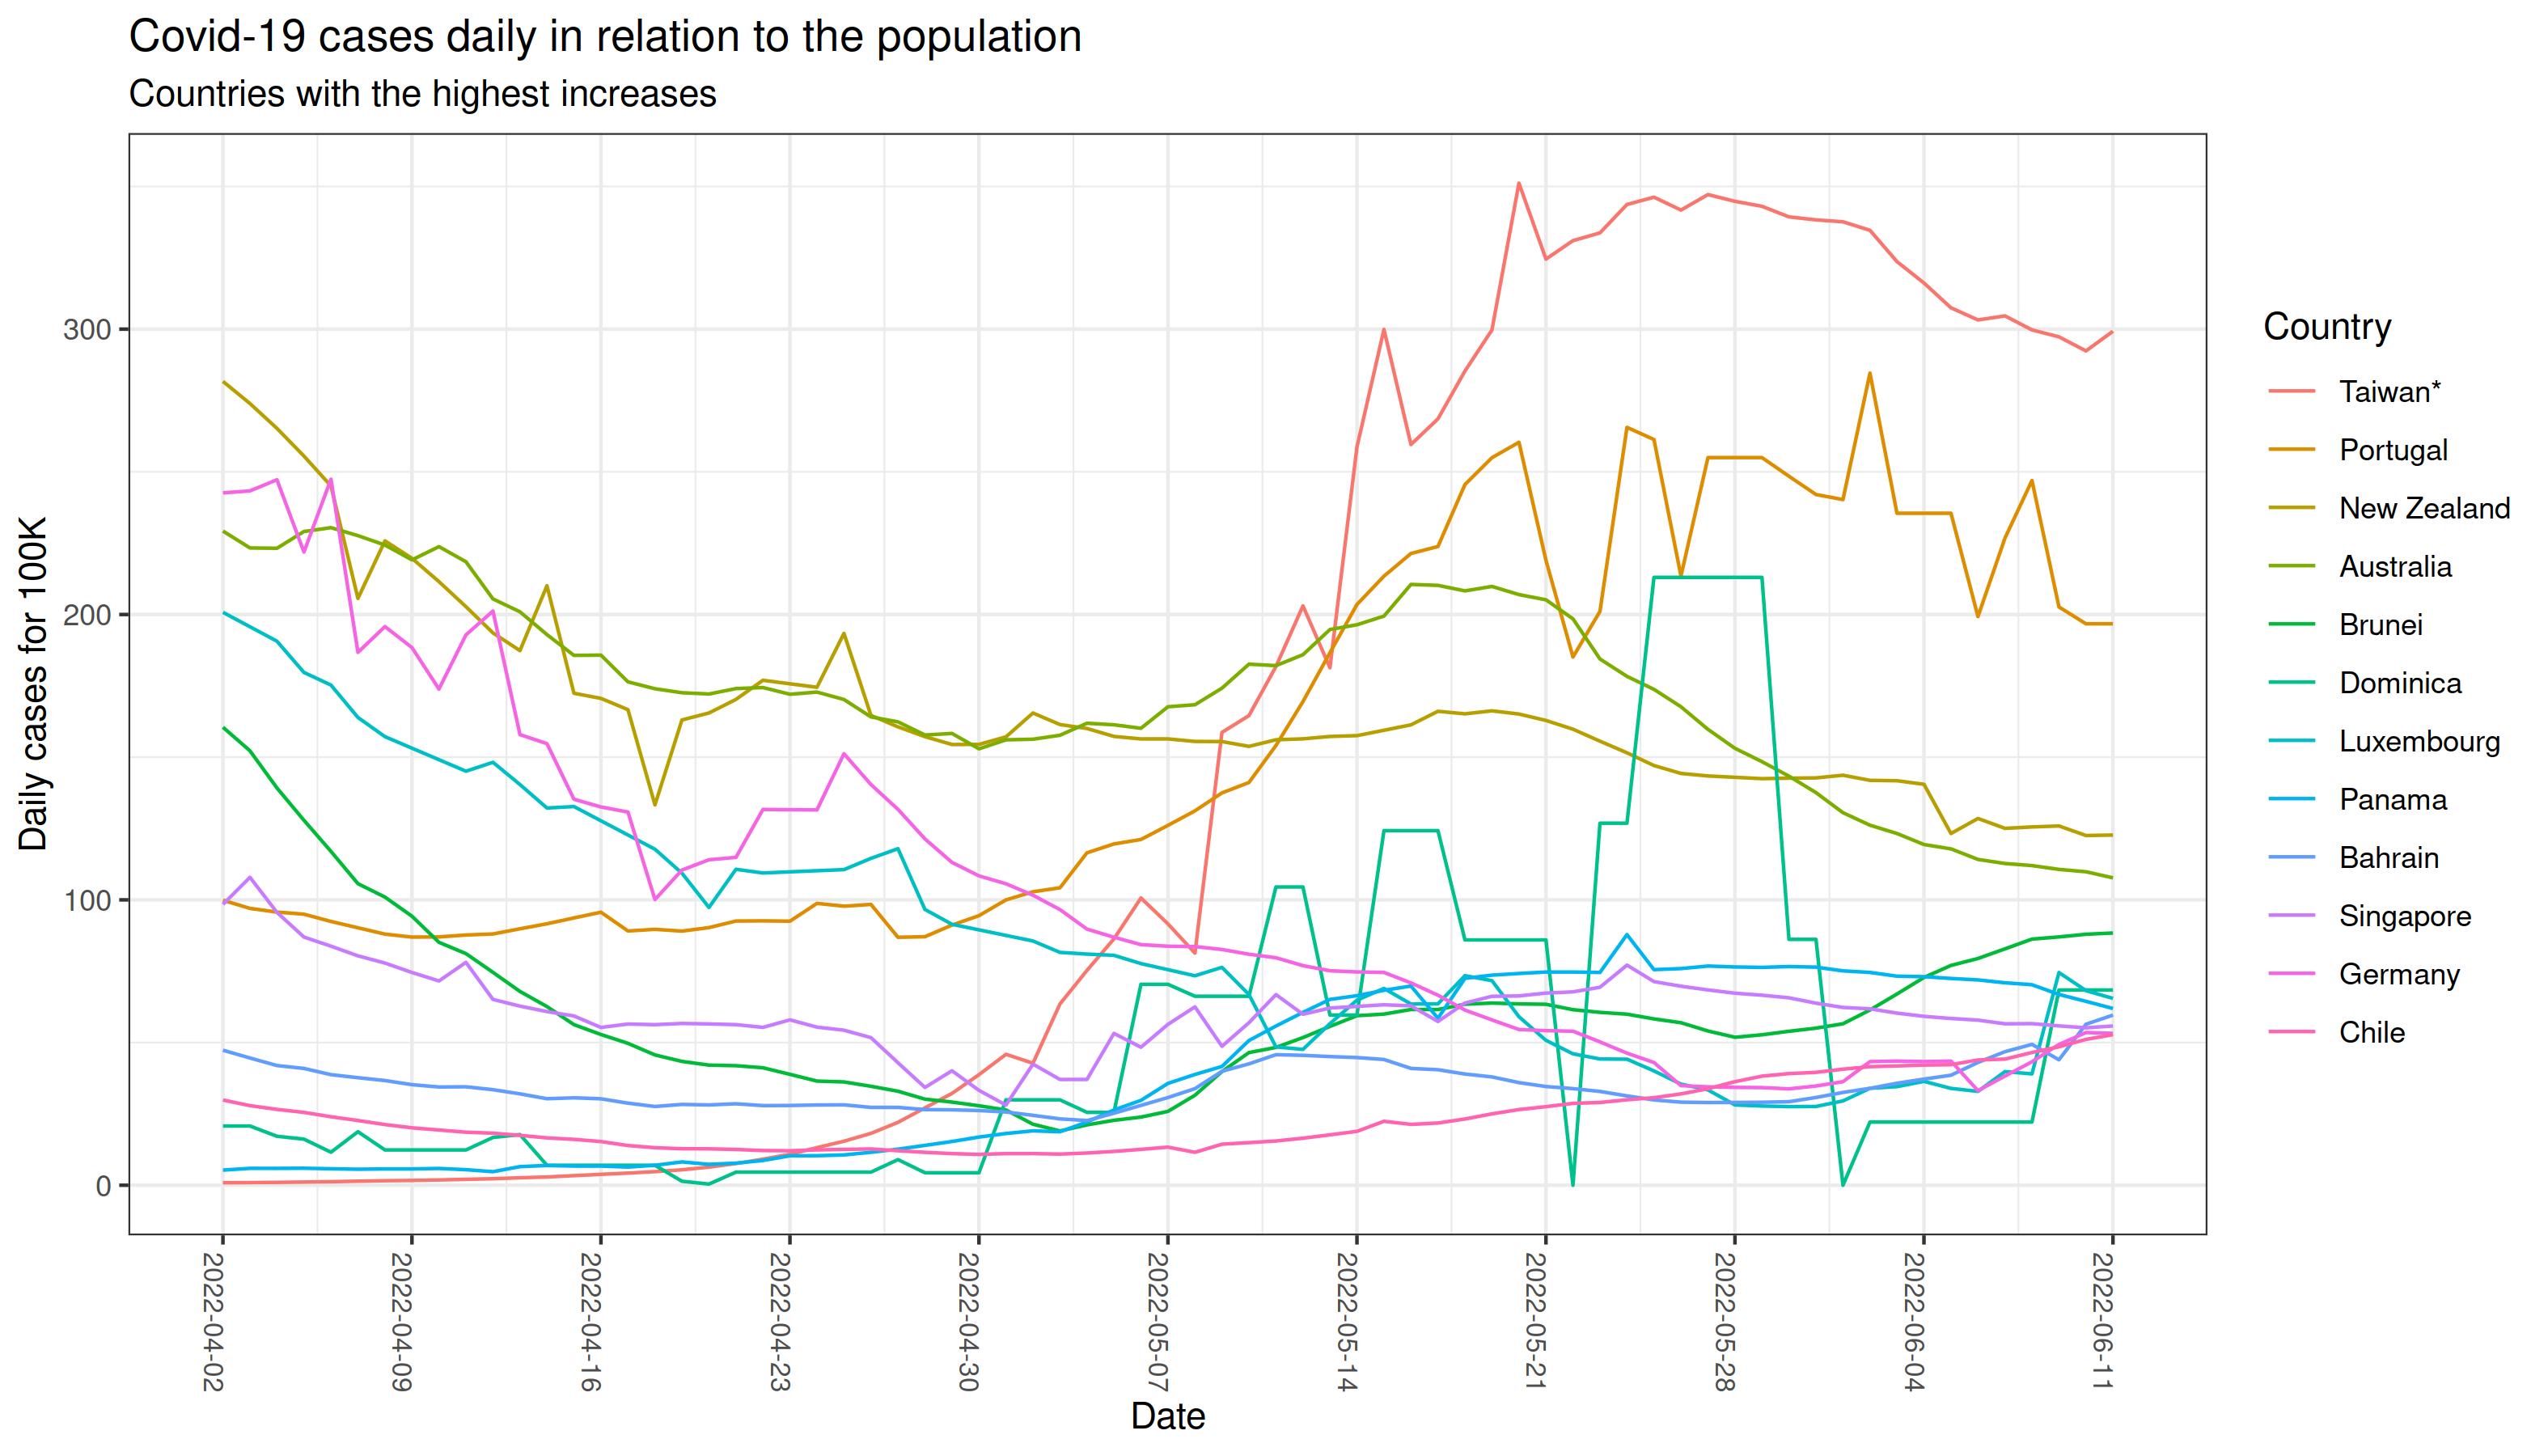 Covid-19 cases daily in relation to the population
Countries with the highest increases
Daily cases for 100K
300
200
100
0
2022-04-02
2022-04-09
2022-04-16
2022-04-23
2022-04-30
2022-05-07
2022-05-14
2022-05-21
2022-05-28
2022-06-04
2022-06-11
Date
Country
Taiwan*
Portugal
New Zealand
Australia
Brunei
Dominica
Luxembourg
Panama
Bahrain
Singapore
Germany
Chile